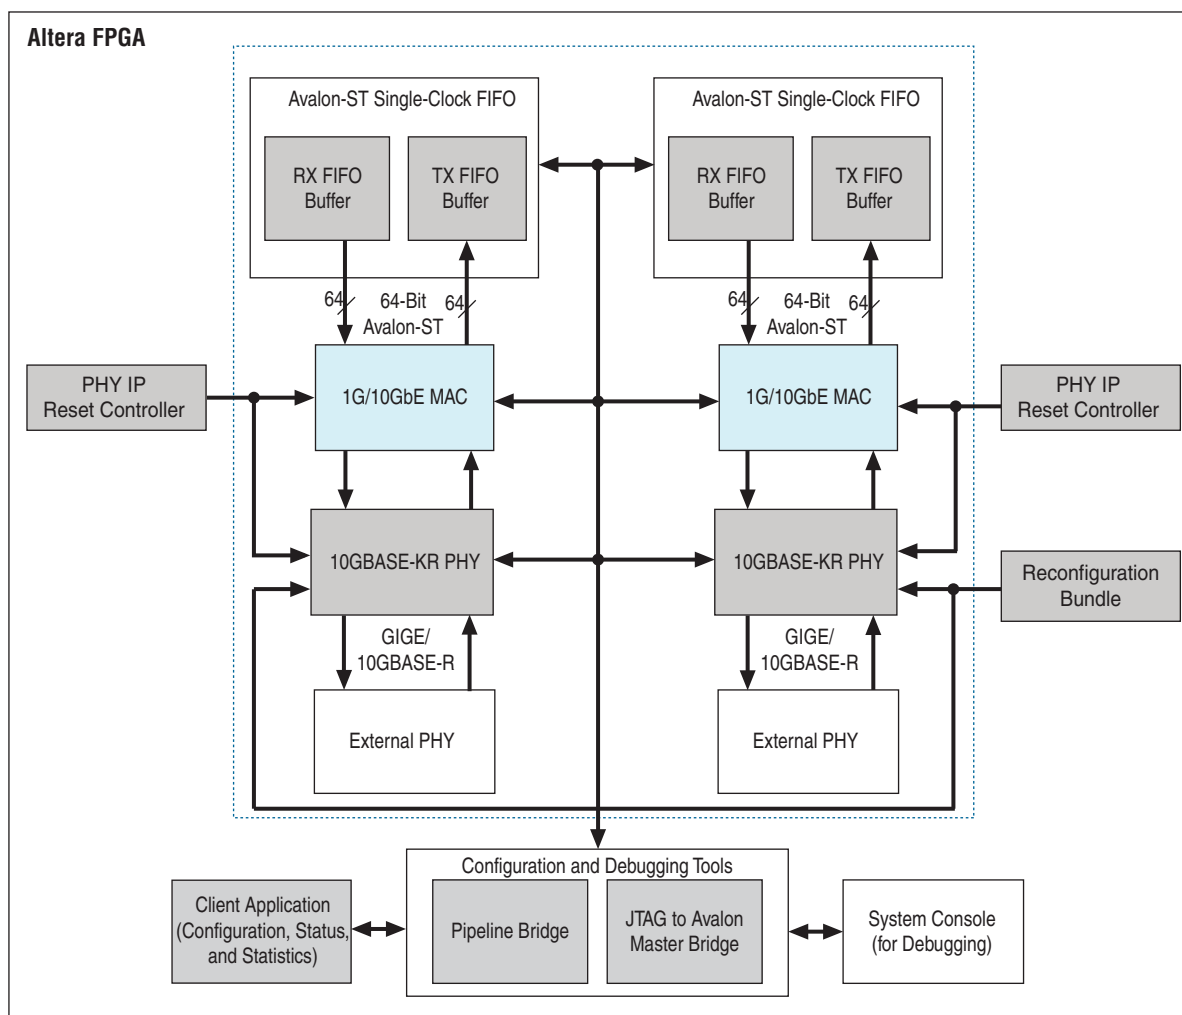 Altera FPGA
Avalon-ST Single-Clock FIFO
RX FIFO
Buffer
TX FIFO
Buffer
Avalon-ST Single-Clock FIFO
RX FIFO
Buffer
TX FIFO
Buffer
64
64-Bit
Avalon-ST
64
64
64-Bit
Avalon-ST
64
PHY IP
Reset Controller
1G/10GbE MAC
1G/10GbE MAC
PHY IP
Reset Controller
10GBASE-KR PHY
10GBASE-KR PHY
Reconfiguration
Bundle
GIGE/
10GBASE-R
GIGE/
10GBASE-R
External PHY
External PHY
Configuration and Debugging Tools
Client Application
(Configuration, Status,
and Statistics)
Pipeline Bridge
JTAG to Avalon
Master Bridge
System Console
(for Debugging)